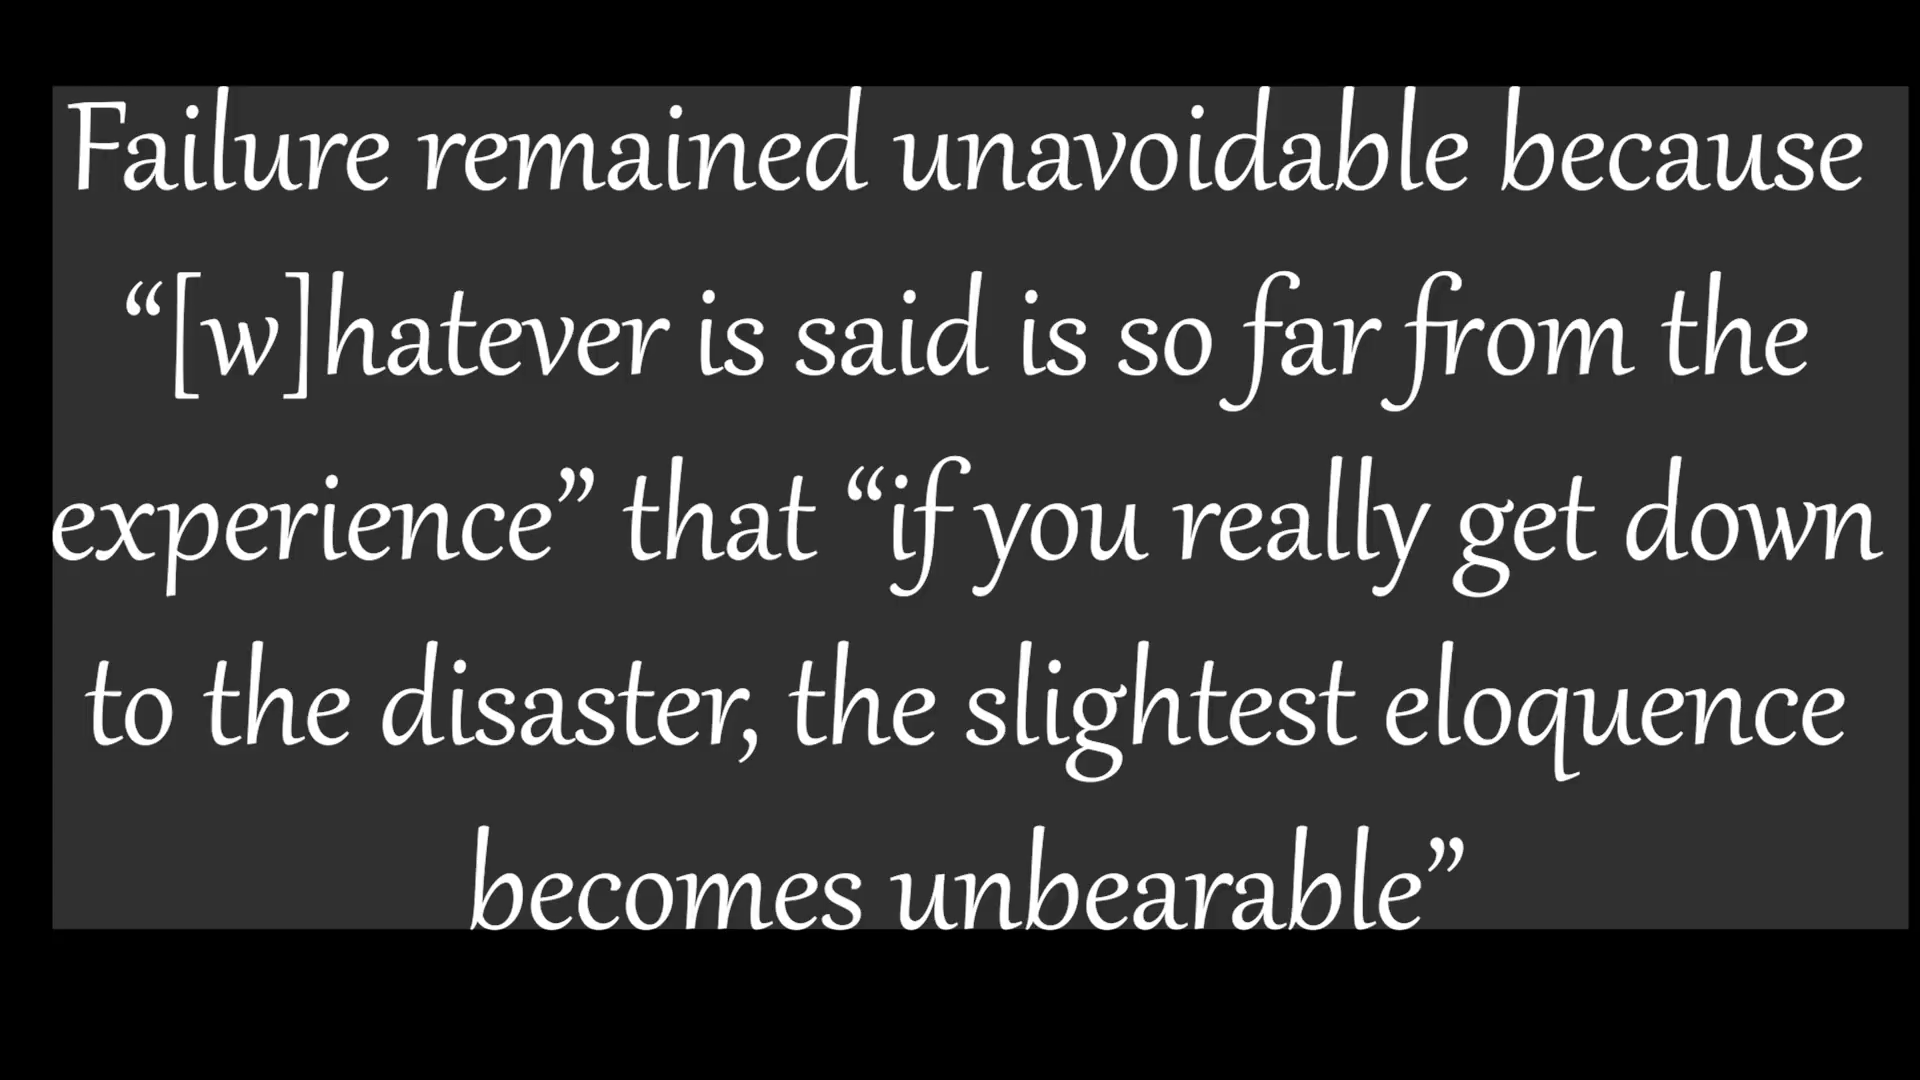 Failure remained unavoidable because
“[w]hatever is said is so far from the
experience” that “if you really get down
to the disaster, the slightest eloquence
becomes unbearable”